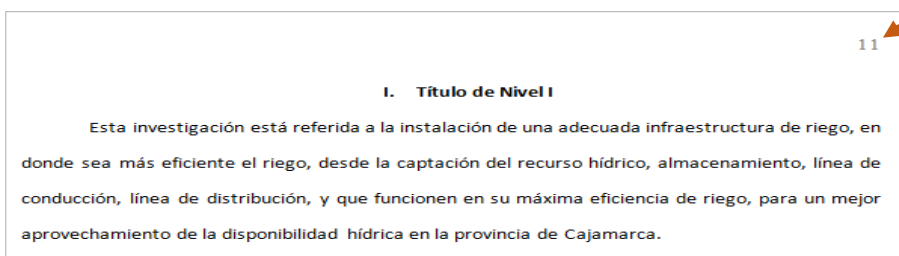 11
I. Título de Nivel I
Esta investigación está referida a la instalación de una adecuada infraestructura de riego, en
donde sea más eficiente el riego, desde la captación del recurso hídrico, almacenamiento, línea de
conducción, línea de distribución, y que funcionen en su máxima eficiencia de riego, para un mejor
aprovechamiento de la disponibilidad hídrica en la provincia de Cajamarca.